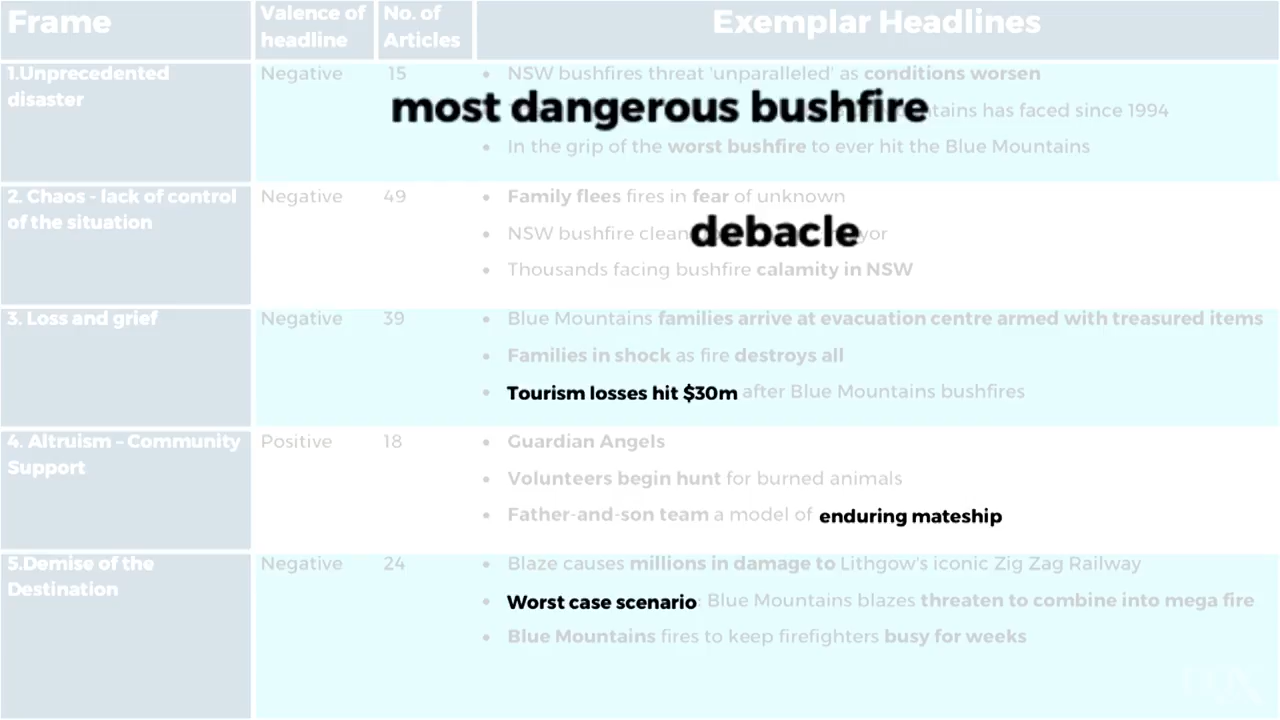 Frame
Valence of headline
No. of Articles
Exemplar Headlines
1.Unprecedented disaster
Negative
15
• NSW bushfires threat 'unparalleled' as conditions worsen
most dangerous bushfire
has faced since 1994
• In the grip of the worst bushfire to ever hit the Blue Mountains
2. Chaos - lack of control of the situation
Negative
49
• Family flees fires in fear of unknown
• NSW bushfire
debacle
• Thousands facing bushfire calamity in NSW
3. Loss and grief
Negative
39
• Blue Mountains families arrive at evacuation centre armed with treasured items
• Families in shock as fire destroys all
• Tourism losses hit $30m after Blue Mountains bushfires
4. Altruism - Community Support
Positive
18
• Guardian Angels
• Volunteers begin hunt for burned animals
• Father-and-son team a model of enduring mateship
5.Demise of the Destination
Negative
24
• Blaze causes millions in damage to Lithgow's iconic Zig Zag Railway
• Worst case scenario: Blue Mountains blazes threaten to combine into mega fire
• Blue Mountains fires to keep firefighters busy for weeks